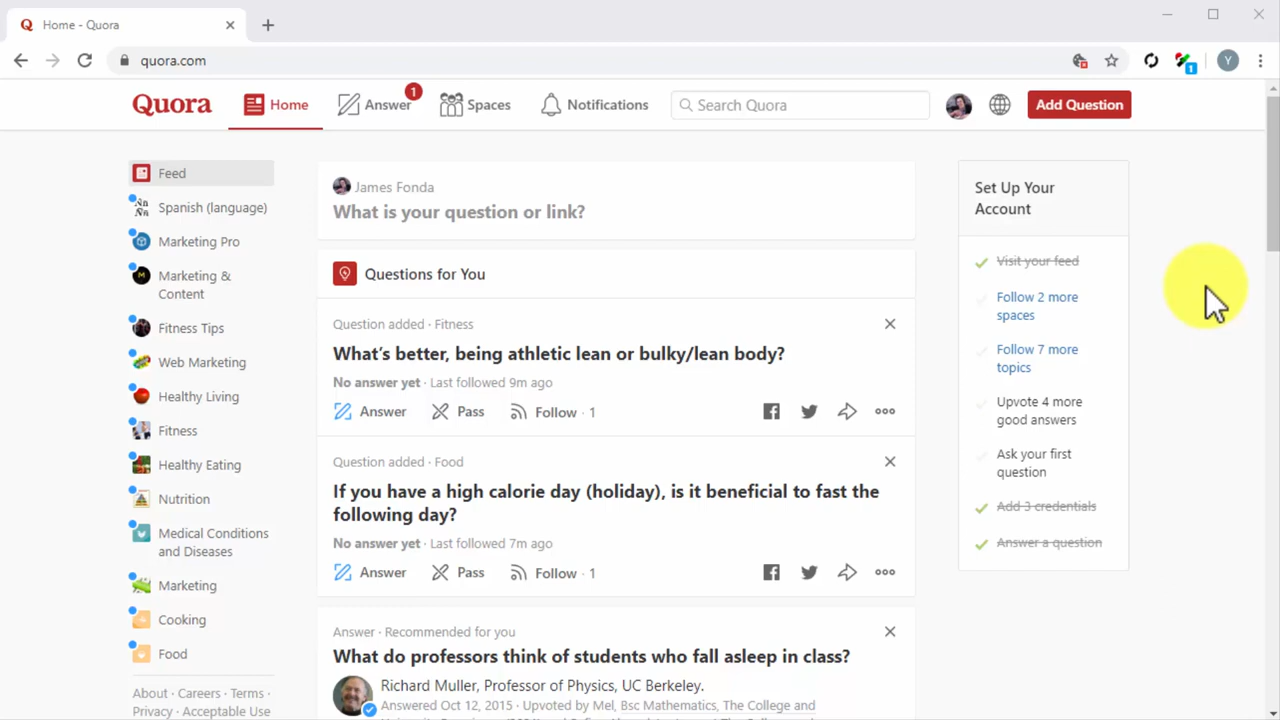 Home - Quora
quora.com
1
Y
Quora
Home
Answer
1
Spaces
Notifications
Search Quora
Add Question
Feed
Spanish (language)
Marketing Pro
Marketing &
Content
Fitness Tips
Web Marketing
Healthy Living
Fitness
Healthy Eating
Nutrition
Medical Conditions
and Diseases
Marketing
Cooking
Food
About · Careers · Terms ·
Privacy · Acceptable Use
James Fonda
What is your question or link?
Questions for You
Question added · Fitness
What's better, being athletic lean or bulky/lean body?
No answer yet · Last followed 9m ago
Answer Pass Follow · 1
Question added · Food
If you have a high calorie day (holiday), is it beneficial to fast the
following day?
No answer yet · Last followed 7m ago
Answer Pass Follow · 1
Answer · Recommended for you
What do professors think of students who fall asleep in class?
Richard Muller, Professor of Physics, UC Berkeley.
Answered Oct 12, 2015 · Upvoted by Mel, Bsc Mathematics, The College and
Set Up Your
Account
Visit your feed
Follow 2 more
spaces
Follow 7 more
topics
Upvote 4 more
good answers
Ask your first
question
Add 3 credentials
Answer a question